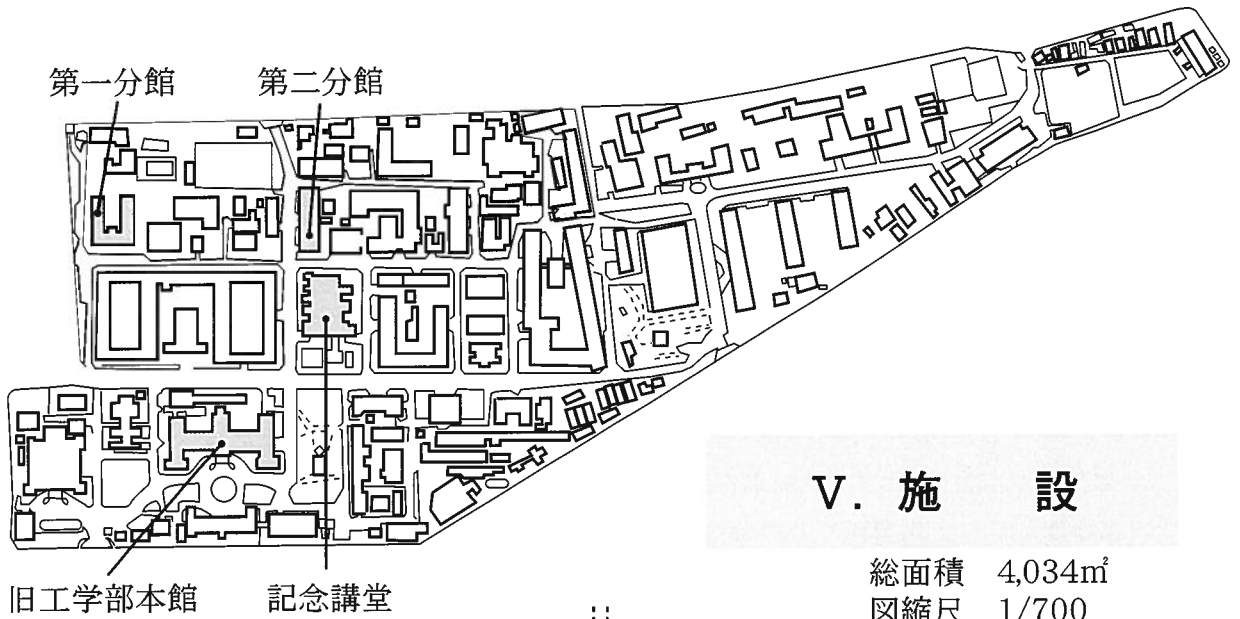 第一分館
第二分館
旧工学部本館
記念講堂
V. 施 設
総面積 4,034㎡
図縮尺 1/700